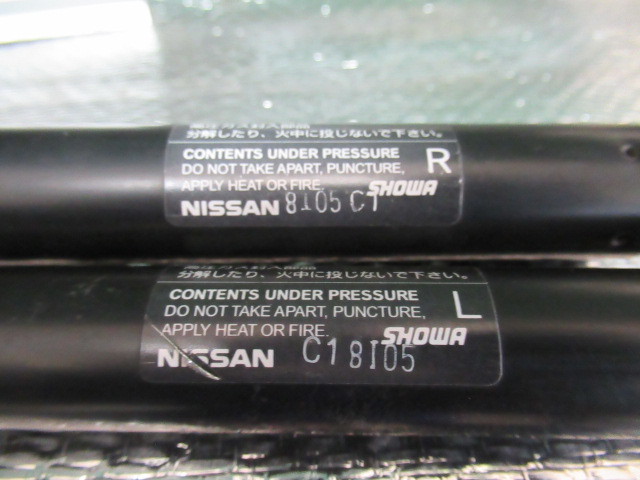 分解したり、火中に投じないで下さい。
CONTENTS UNDER PRESSURE R
DO NOT TAKE APART, PUNCTURE,
APPLY HEAT OR FIRE. SHOWA
NISSAN 8I05 C1
分解したり、火中に投じないで下さい。
CONTENTS UNDER PRESSURE L
DO NOT TAKE APART, PUNCTURE,
APPLY HEAT OR FIRE. SHOWA
NISSAN C1 8I05